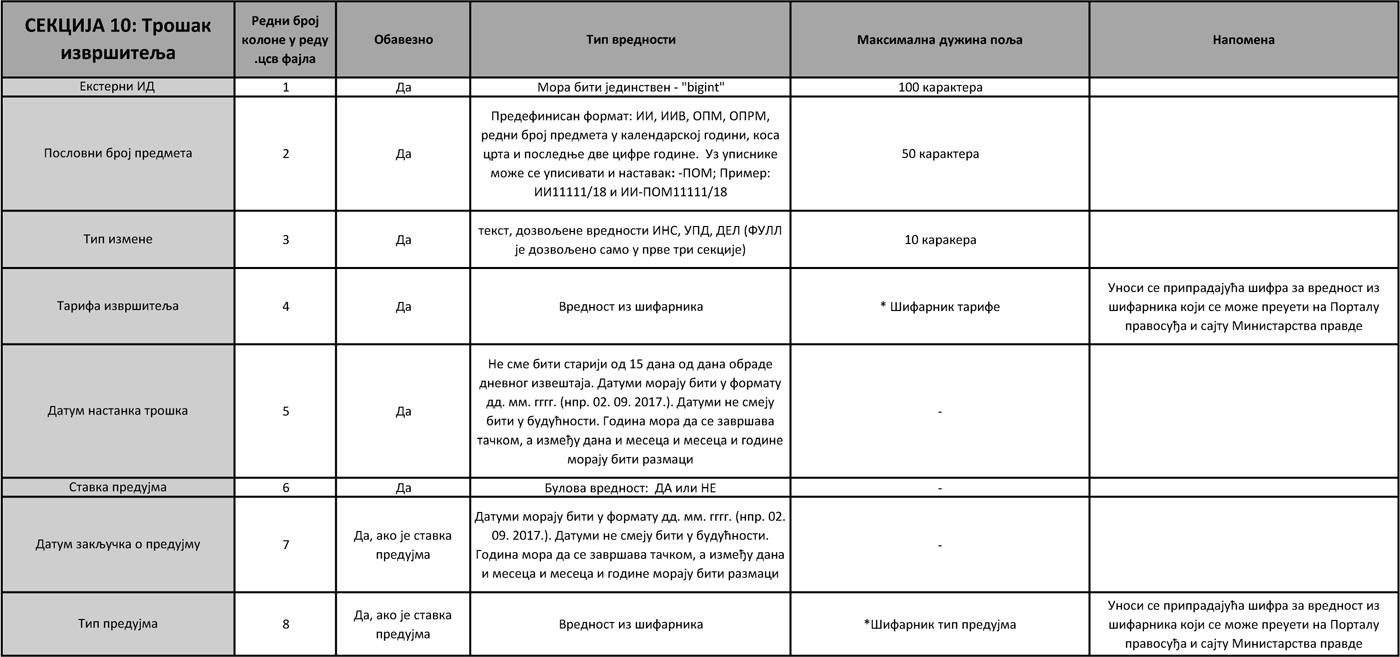 СЕКЦИЈА 10: Трошак
извршитеља
Редни број
колоне у реду
.цсв фајла
Обавезно
Тип вредности
Максимална дужина поља
Напомена
Екстерни ИД
1
Да
Мора бити јединствен - "bigint"
100 карактера
Пословни број предмета
2
Да
Предефинисан формат: ИИ, ИИВ, ОПМ, ОПРМ,
редни број предмета у календарској години, коса
црта и последње две цифре године.  Уз уписнике
може се уписивати и наставак: -ПОМ; Пример:
ИИ11111/18 и ИИ-ПОМ11111/18
50 карактера
Тип измене
3
Да
текст, дозвољене вредности ИНС, УПД, ДЕЛ (ФУЛЛ
је дозвољено само у прве три секције)
10 каракера
Тарифа извршитеља
4
Да
Вредност из шифарника
* Шифарник тарифе
Уноси се припрадајућа шифра за вредност из
шифарника који се може преуети на Порталу
правосуђа и сајту Министарства правде
Датум настанка трошка
5
Да
Не сме бити старији од 15 дана од дана обраде
дневног извештаја. Датуми морају бити у формату
дд. мм. гггг. (нпр. 02. 09. 2017.). Датуми не смеју
бити у будућности. Година мора да се завршава
тачком, а између дана и месеца и месеца и године
морају бити размаци
-
Ставка предујма
6
Да
Булова вредност:  ДА или НЕ
-
Датум закључка о предујму
7
Да, ако је ставка
предујма
Датуми морају бити у формату дд. мм. гггг. (нпр. 02.
09. 2017.). Датуми не смеју бити у будућности.
Година мора да се завршава тачком, а између дана
и месеца и месеца и године морају бити размаци
-
Тип предујма
8
Да, ако је ставка
предујма
Вредност из шифарника
*Шифарник тип предујма
Уноси се припрадајућа шифра за вредност из
шифарника који се може преуети на Порталу
правосуђа и сајту Министарства правде